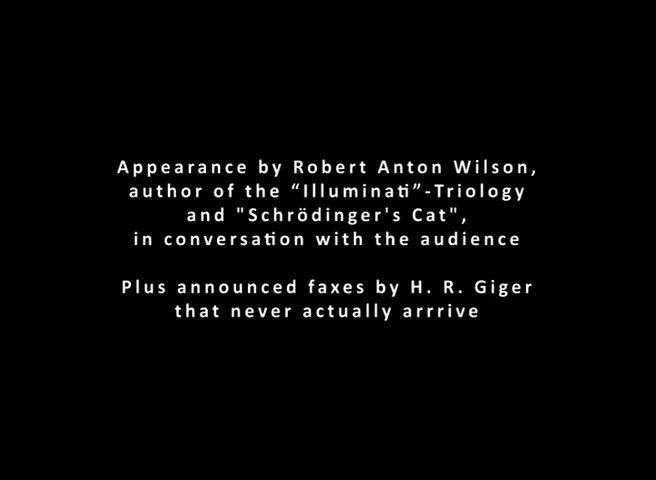 Appearance by Robert Anton Wilson,
author of the “Illuminati”-Triology
and "Schrödinger's Cat",
in conversation with the audience
Plus announced faxes by H. R. Giger
that never actually arrrive